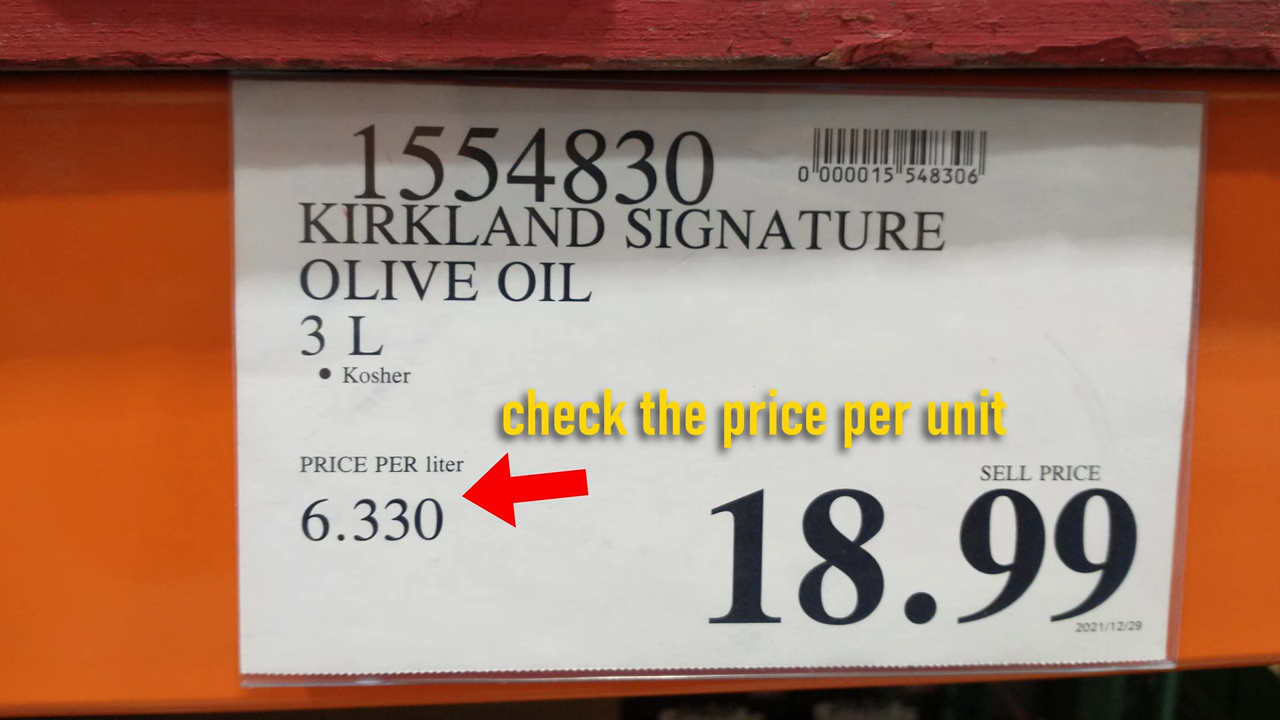 1554830
0 000015 548306
KIRKLAND SIGNATURE
OLIVE OIL
3 L
• Kosher
check the price per unit
PRICE PER liter
6.330
SELL PRICE
18.99
2021/12/29